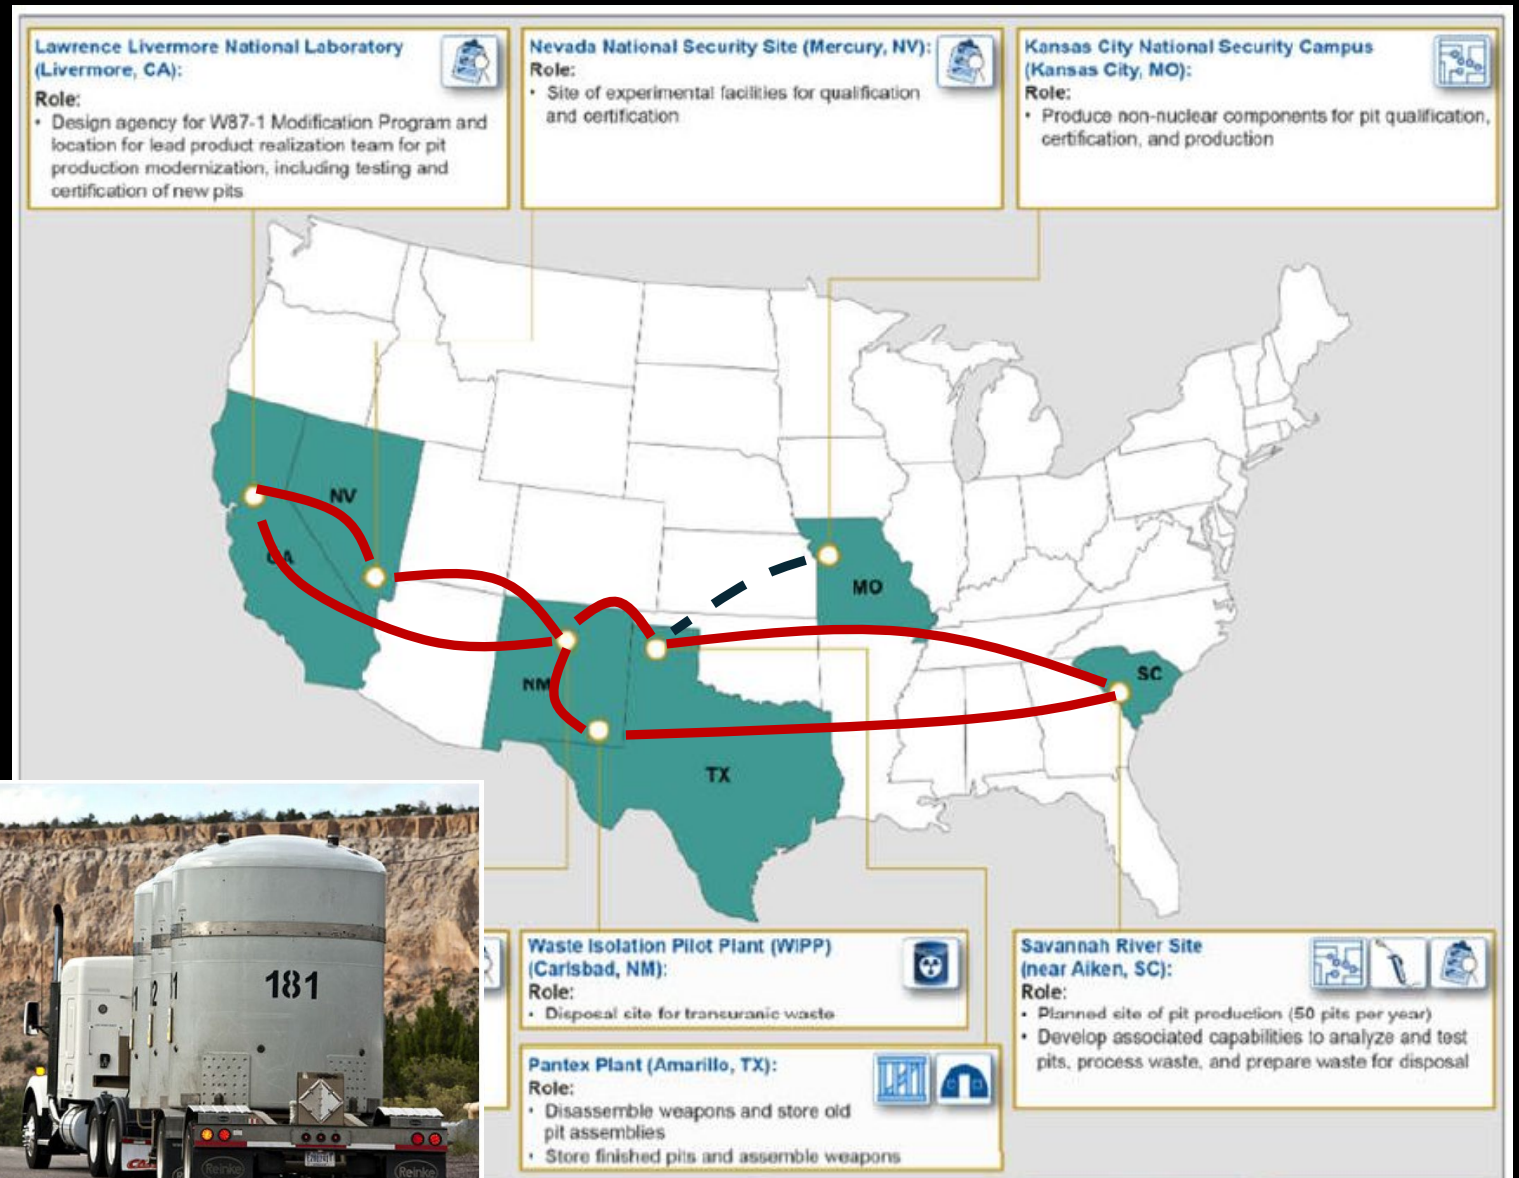 Lawrence Livermore National Laboratory
(Livermore, CA):
Role:
• Design agency for W87-1 Modification Program and
location for lead product realization team for pit
production modernization, including testing and
certification of new pits
Nevada National Security Site (Mercury, NV):
Role:
• Site of experimental facilities for qualification
and certification
Kansas City National Security Campus
(Kansas City, MO):
Role:
• Produce non-nuclear components for pit qualification,
certification, and production
NV
CA
MO
NM
SC
TX
181
1
2
1
Reinke
Reinke
Waste Isolation Pilot Plant (WIPP)
(Carlsbad, NM):
Role:
• Disposal site for transuranic waste
Pantex Plant (Amarillo, TX):
Role:
• Disassemble weapons and store old
pit assemblies
• Store finished pits and assemble weapons
Savannah River Site
(near Aiken, SC):
Role:
• Planned site of pit production (50 pits per year)
• Develop associated capabilities to analyze and test
pits, process waste, and prepare waste for disposal